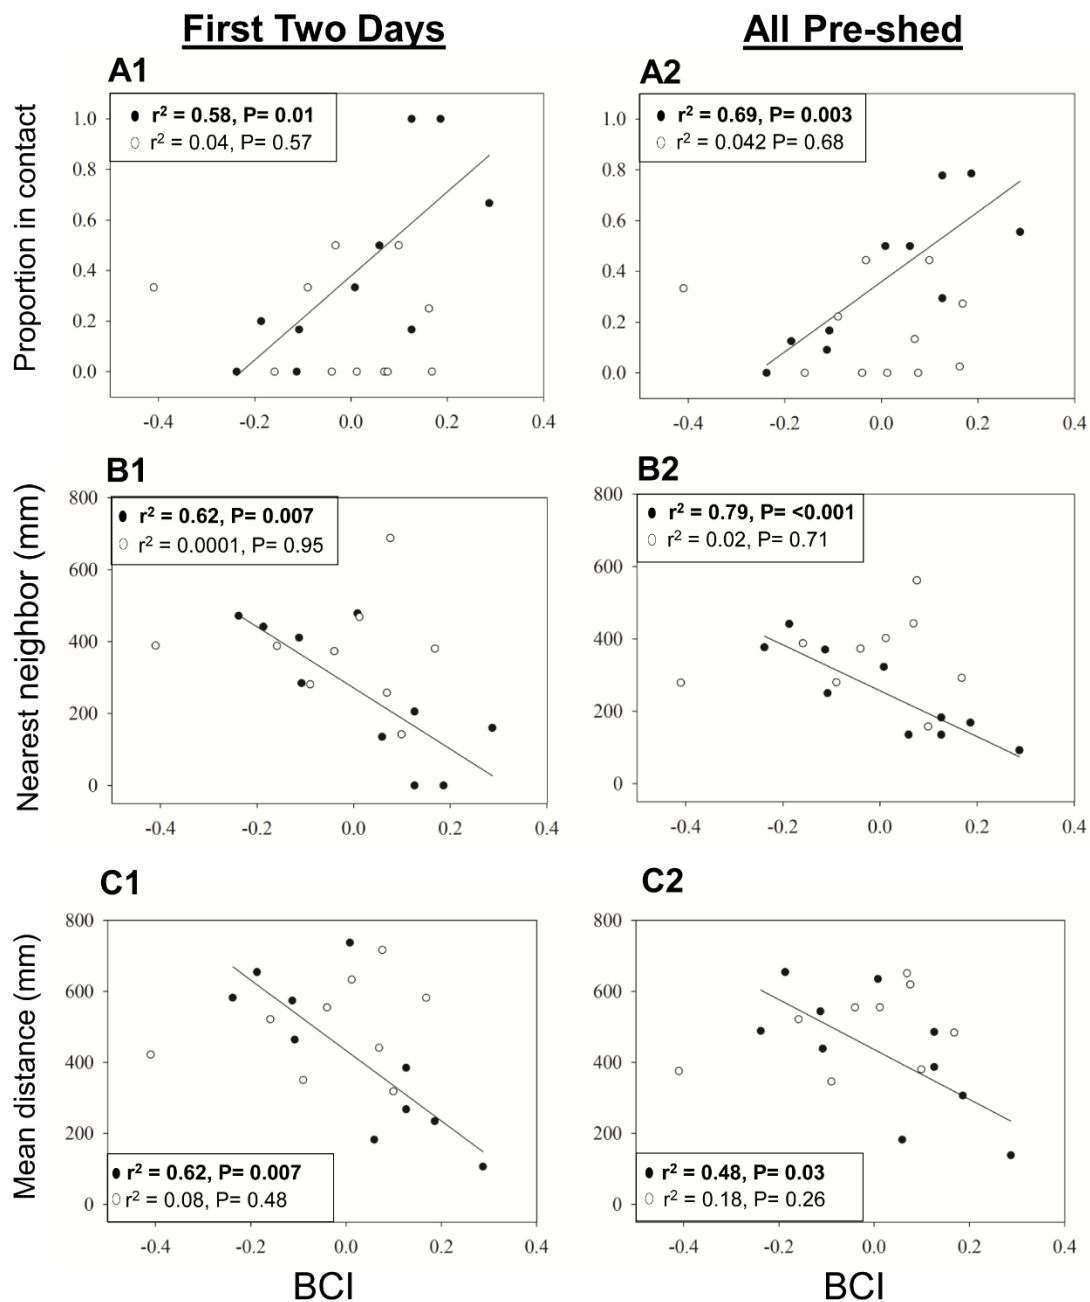 First Two Days
All Pre-shed
A1
A2
Proportion in contact
r² = 0.58, P= 0.01
r² = 0.04, P= 0.57
r² = 0.69, P= 0.003
r² = 0.042 P= 0.68
1.0
0.8
0.6
0.4
0.2
0.0
-0.4
-0.2
0.0
0.2
0.4
1.0
0.8
0.6
0.4
0.2
0.0
-0.4
-0.2
0.0
0.2
0.4
B1
B2
Nearest neighbor (mm)
r² = 0.62, P= 0.007
r² = 0.0001, P= 0.95
r² = 0.79, P= <0.001
r² = 0.02, P= 0.71
800
600
400
200
0
-0.4
-0.2
0.0
0.2
0.4
800
600
400
200
0
-0.4
-0.2
0.0
0.2
0.4
C1
C2
Mean distance (mm)
800
600
400
200
0
r² = 0.62, P= 0.007
r² = 0.08, P= 0.48
-0.4
-0.2
0.0
0.2
0.4
800
600
400
200
0
r² = 0.48, P= 0.03
r² = 0.18, P= 0.26
-0.4
-0.2
0.0
0.2
0.4
BCI
BCI